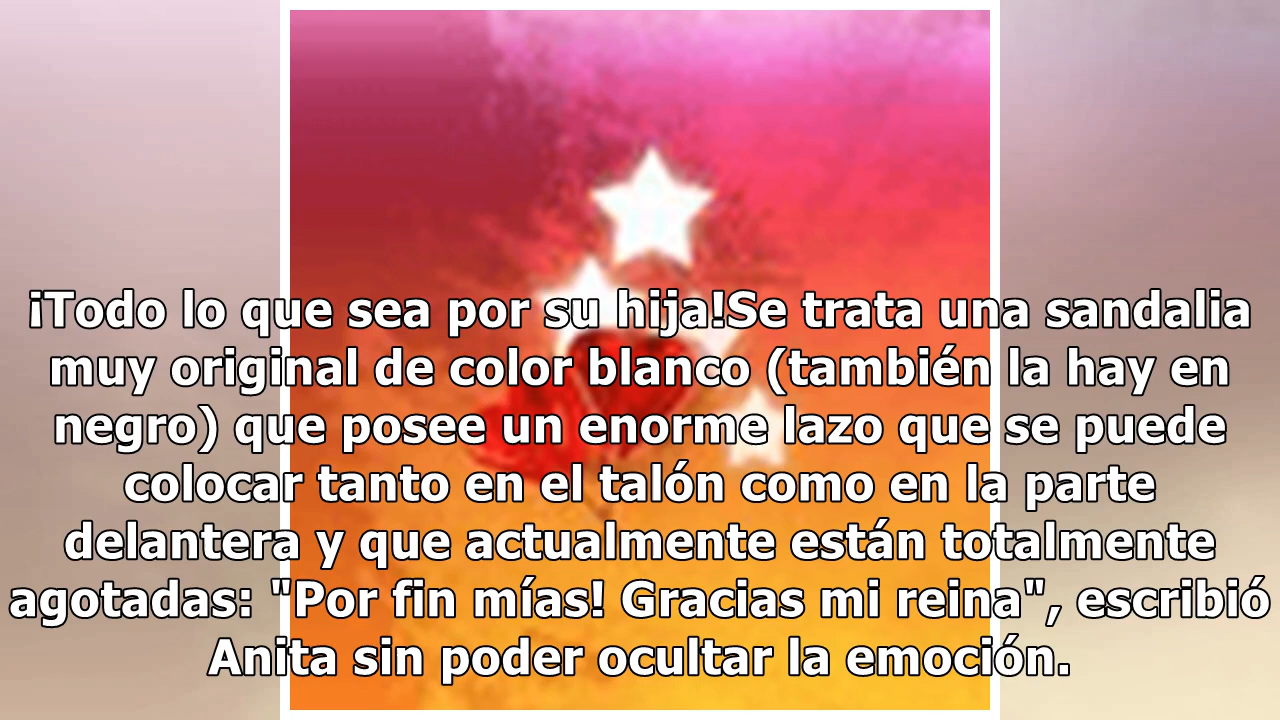 ¡Todo lo que sea por su hija!Se trata una sandalia
muy original de color blanco (también la hay en
negro) que posee un enorme lazo que se puede
colocar tanto en el talón como en la parte
delantera y que actualmente están totalmente
agotadas: "Por fin mías! Gracias mi reina", escribió
Anita sin poder ocultar la emoción.